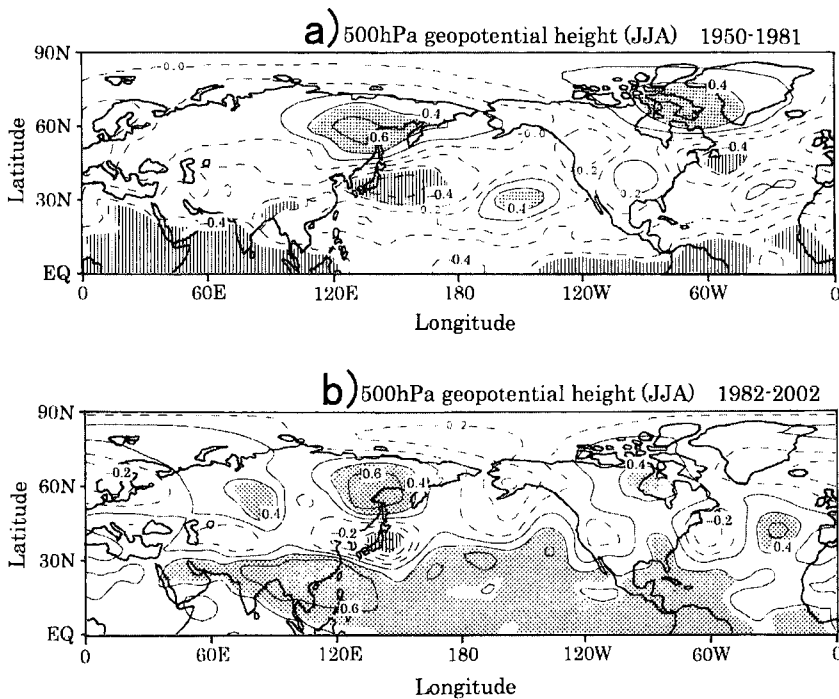 a) 500hPa geopotential height (JJA) 1950-1981
90N
60N
30N
EQ
Latitude
-0.0
0.4
0.6
-0.4
-0.4
0.4
-0.4
-0.0
0.2
0.2
0.4
-0.4
0 60E 120E 180 120W 60W 0
Longitude
b) 500hPa geopotential height (JJA) 1982-2002
90N
60N
30N
EQ
Latitude
-0.2
0.4
0.6
0.4
-0.2
0.6
0.2
0.4
-0.2
0.4
0 60E 120E 180 120W 60W 0
Longitude